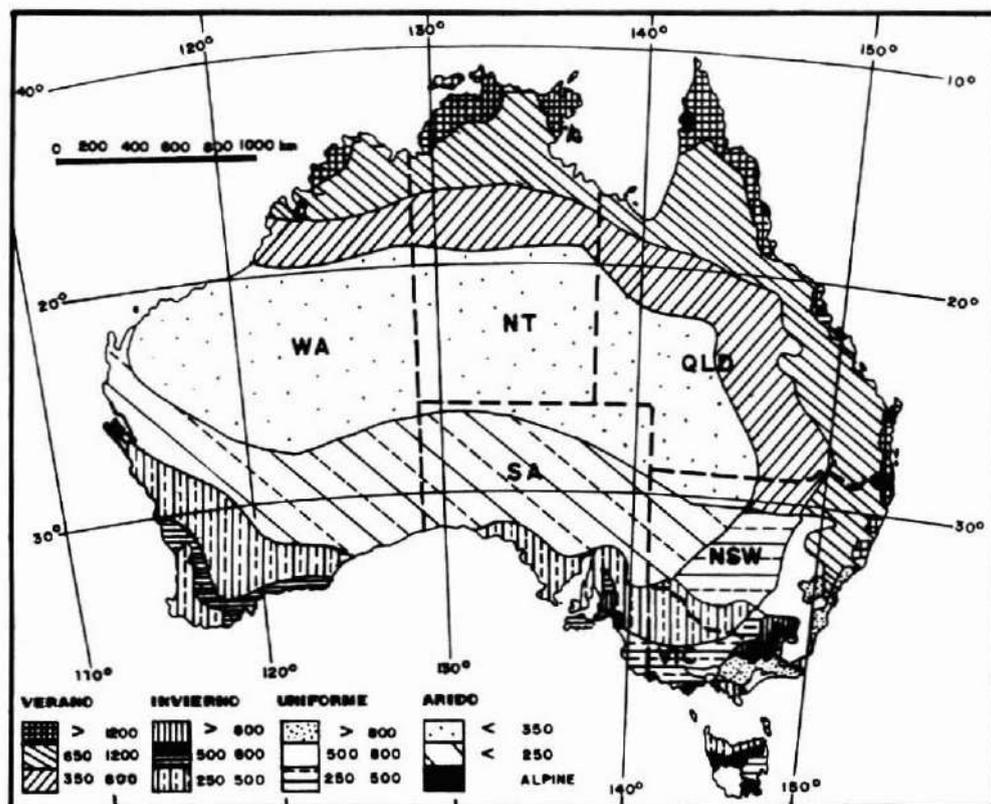 120° 130° 140° 150°
40° 10°
0 200 400 600 800 1000 km
20° 20°
WA NT QLD
SA
30° 30°
NSW
VIC
110° 120° 130°
VERANO INVIERNO UNIFORME ARIDO
> 1200 > 600 > 800 < 350
650 1200 500 600 500 800 < 250
350 600 250 500 250 500 ALPINE
140° 150°